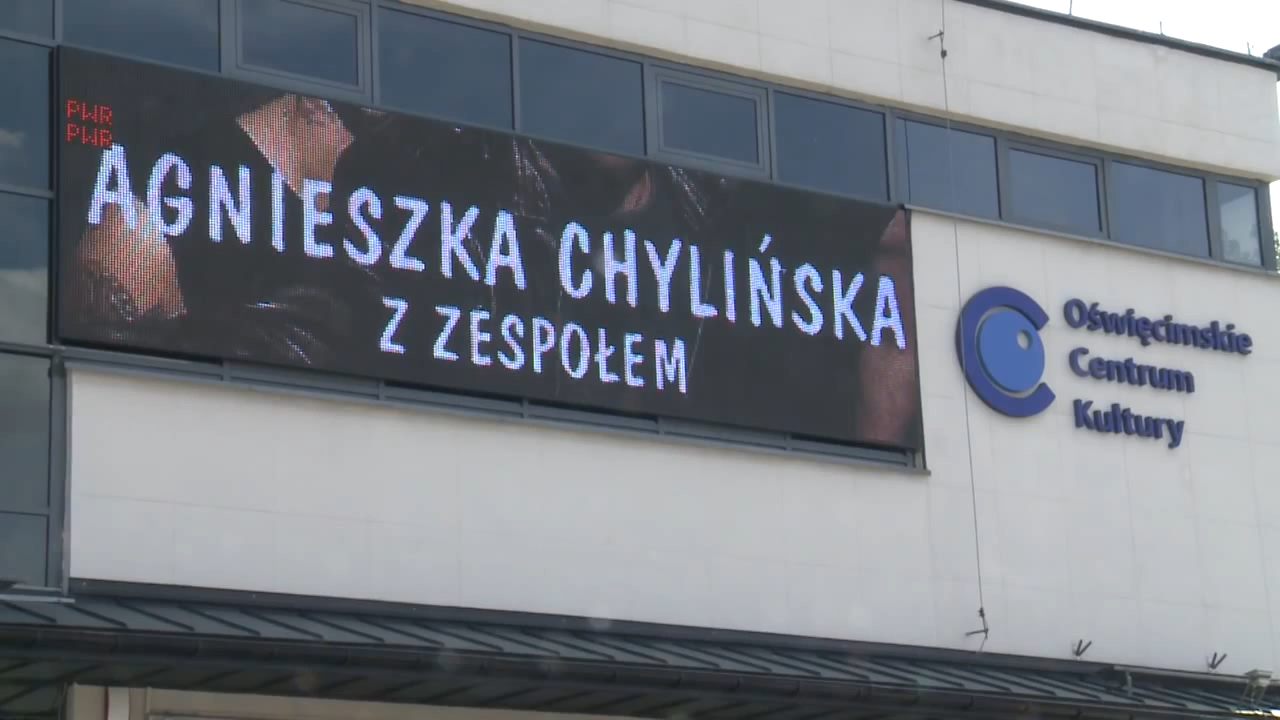 PWR
PWR
AGNIESZKA CHYLIŃSKA
Z ZESPOŁEM
Oświęcimskie
Centrum
Kultury